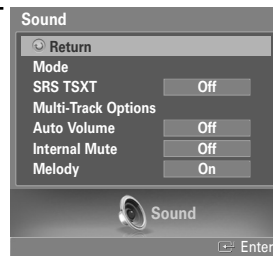 Sound
Return
Mode
SRS TSXT Off
Multi-Track Options
Auto Volume Off
Internal Mute Off
Melody On
Sound
Enter